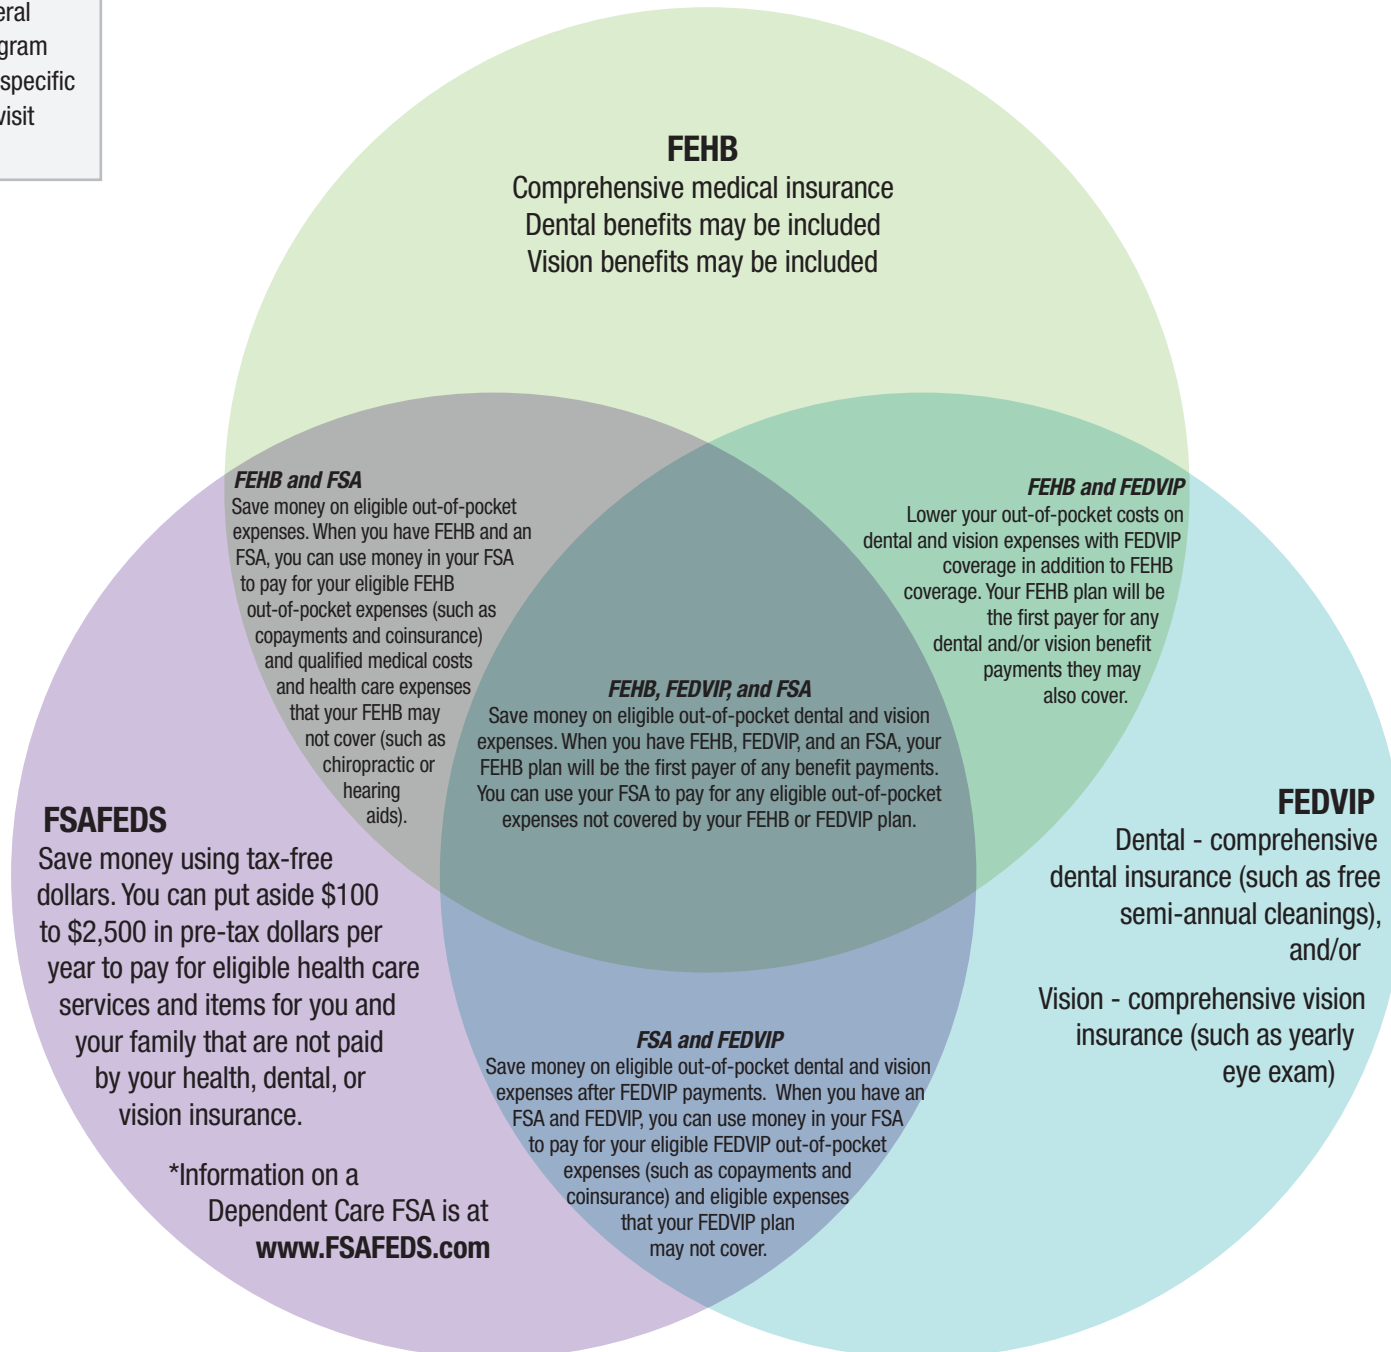 eral
gram
specific
visit
FEHB
Comprehensive medical insurance
Dental benefits may be included
Vision benefits may be included
FEHB and FSA
Save money on eligible out-of-pocket
expenses. When you have FEHB and an
FSA, you can use money in your FSA
to pay for your eligible FEHB
out-of-pocket expenses (such as
copayments and coinsurance)
and qualified medical costs
and health care expenses
that your FEHB may
not cover (such as
chiropractic or
hearing
aids).
FEHB and FEDVIP
Lower your out-of-pocket costs on
dental and vision expenses with FEDVIP
coverage in addition to FEHB
coverage. Your FEHB plan will be
the first payer for any
dental and/or vision benefit
payments they may
also cover.
FEHB, FEDVIP, and FSA
Save money on eligible out-of-pocket dental and vision
expenses. When you have FEHB, FEDVIP, and an FSA, your
FEHB plan will be the first payer of any benefit payments.
You can use your FSA to pay for any eligible out-of-pocket
expenses not covered by your FEHB or FEDVIP plan.
FSAFEDS
Save money using tax-free
dollars. You can put aside $100
to $2,500 in pre-tax dollars per
year to pay for eligible health care
services and items for you and
your family that are not paid
by your health, dental, or
vision insurance.
*Information on a
Dependent Care FSA is at
www.FSAFEDS.com
FEDVIP
Dental - comprehensive
dental insurance (such as free
semi-annual cleanings),
and/or
Vision - comprehensive vision
insurance (such as yearly
eye exam)
FSA and FEDVIP
Save money on eligible out-of-pocket dental and vision
expenses after FEDVIP payments.  When you have an
FSA and FEDVIP, you can use money in your FSA
to pay for your eligible FEDVIP out-of-pocket
expenses (such as copayments and
coinsurance) and eligible expenses
that your FEDVIP plan
may not cover.